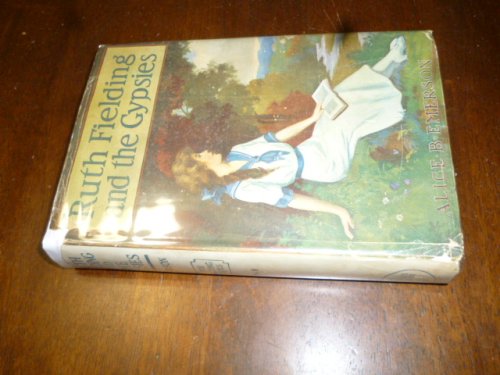 Ruth Fielding
and the Gypsies
ALICE B. EMERSON